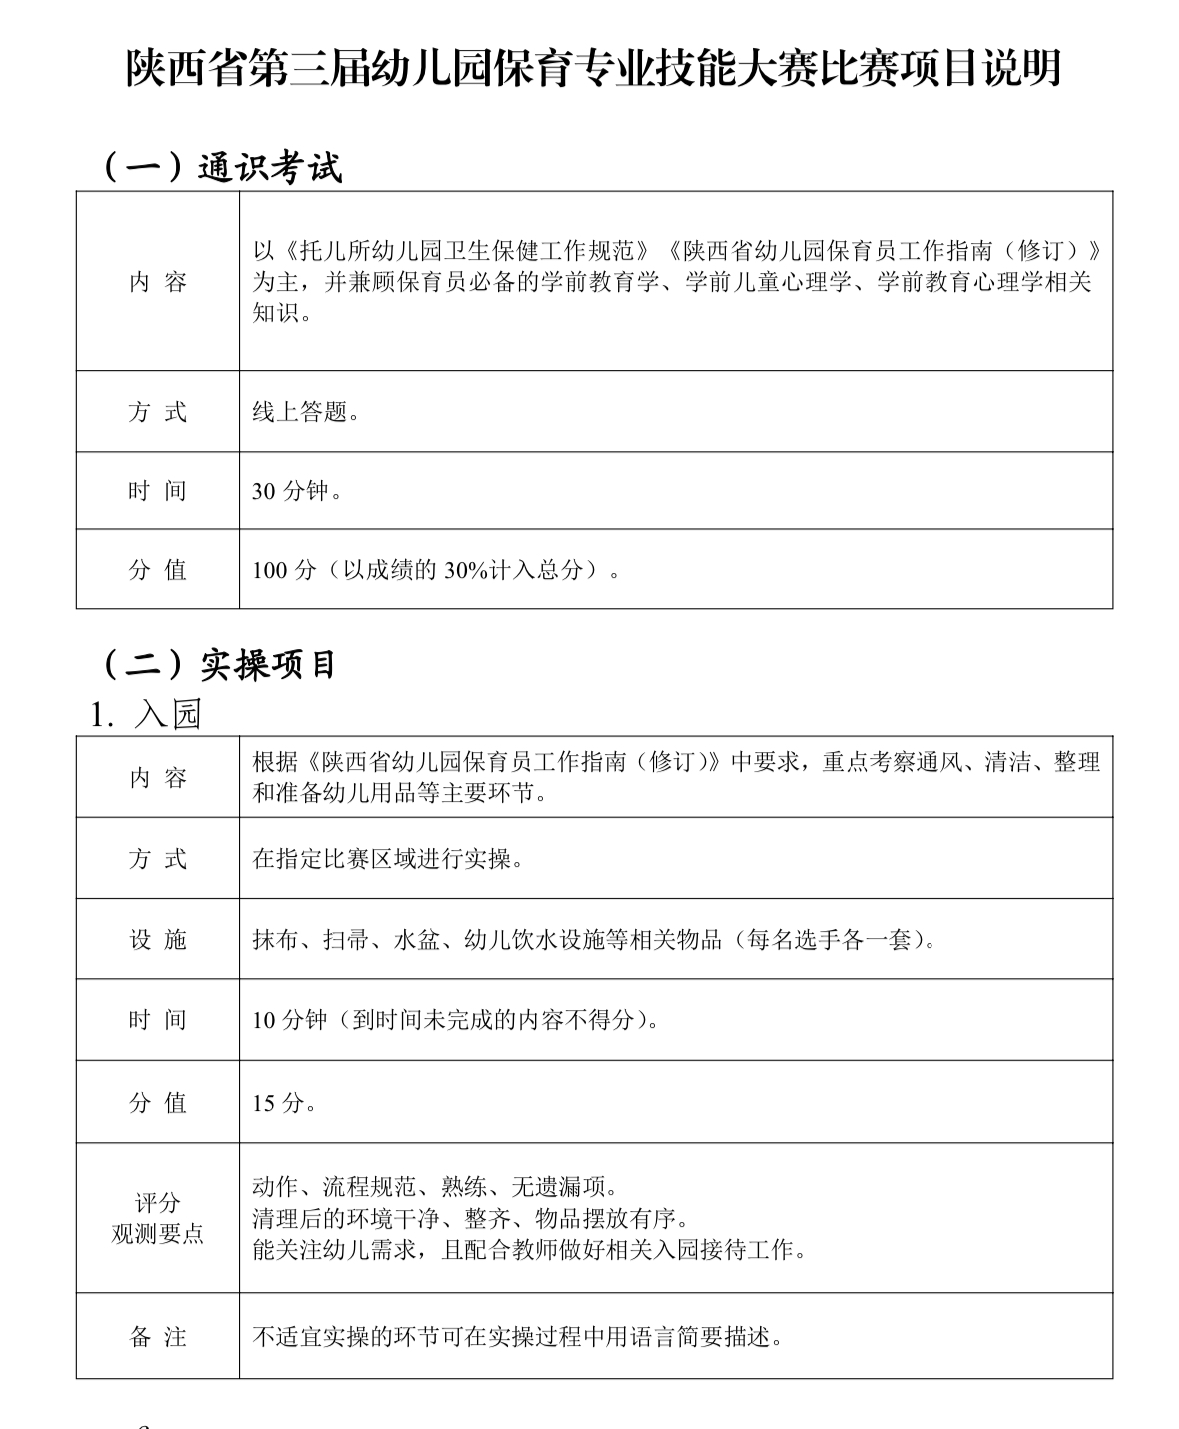 陕西省第三届幼儿园保育专业技能大赛比赛项目说明
（一）通识考试
内 容
以《托儿所幼儿园卫生保健工作规范》《陕西省幼儿园保育员工作指南（修订）》
为主，并兼顾保育员必备的学前教育学、学前儿童心理学、学前教育心理学相关
知识。
方 式
线上答题。
时 间
30 分钟。
分 值
100 分（以成绩的 30%计入总分）。
（二）实操项目
1. 入园
内 容
根据《陕西省幼儿园保育员工作指南（修订）》中要求，重点考察通风、清洁、整理
和准备幼儿用品等主要环节。
方 式
在指定比赛区域进行实操。
设 施
抹布、扫帚、水盆、幼儿饮水设施等相关物品（每名选手各一套）。
时 间
10 分钟（到时间未完成的内容不得分）。
分 值
15 分。
评分
观测要点
动作、流程规范、熟练、无遗漏项。
清理后的环境干净、整齐、物品摆放有序。
能关注幼儿需求，且配合教师做好相关入园接待工作。
备 注
不适宜实操的环节可在实操过程中用语言简要描述。